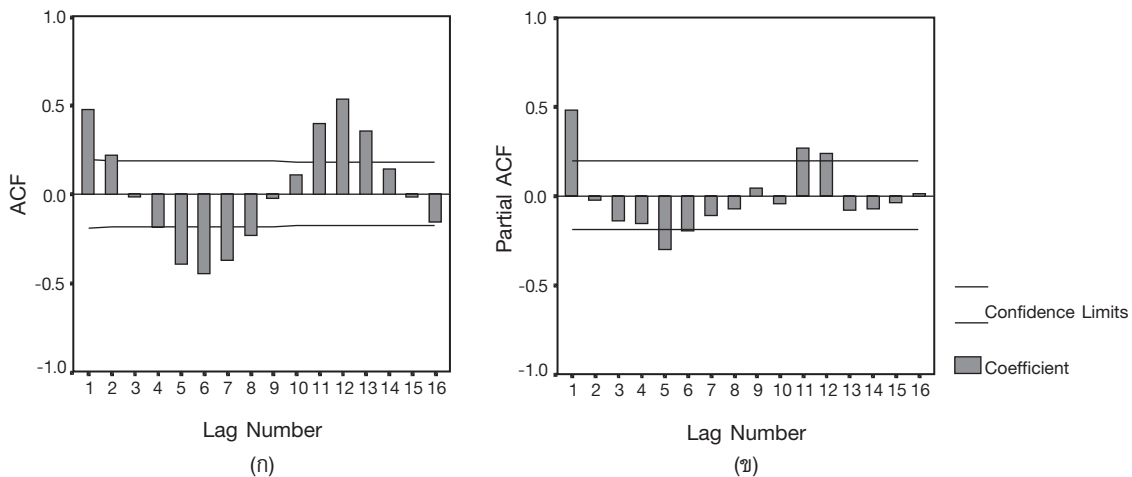 1.0
0.5
0.0
-0.5
-1.0
ACF
1 2 3 4 5 6 7 8 9 10 11 12 13 14 15 16
Lag Number
(ก)
1.0
0.5
0.0
-0.5
-1.0
Partial ACF
1 2 3 4 5 6 7 8 9 10 11 12 13 14 15 16
Lag Number
(ข)
Confidence Limits
Coefficient